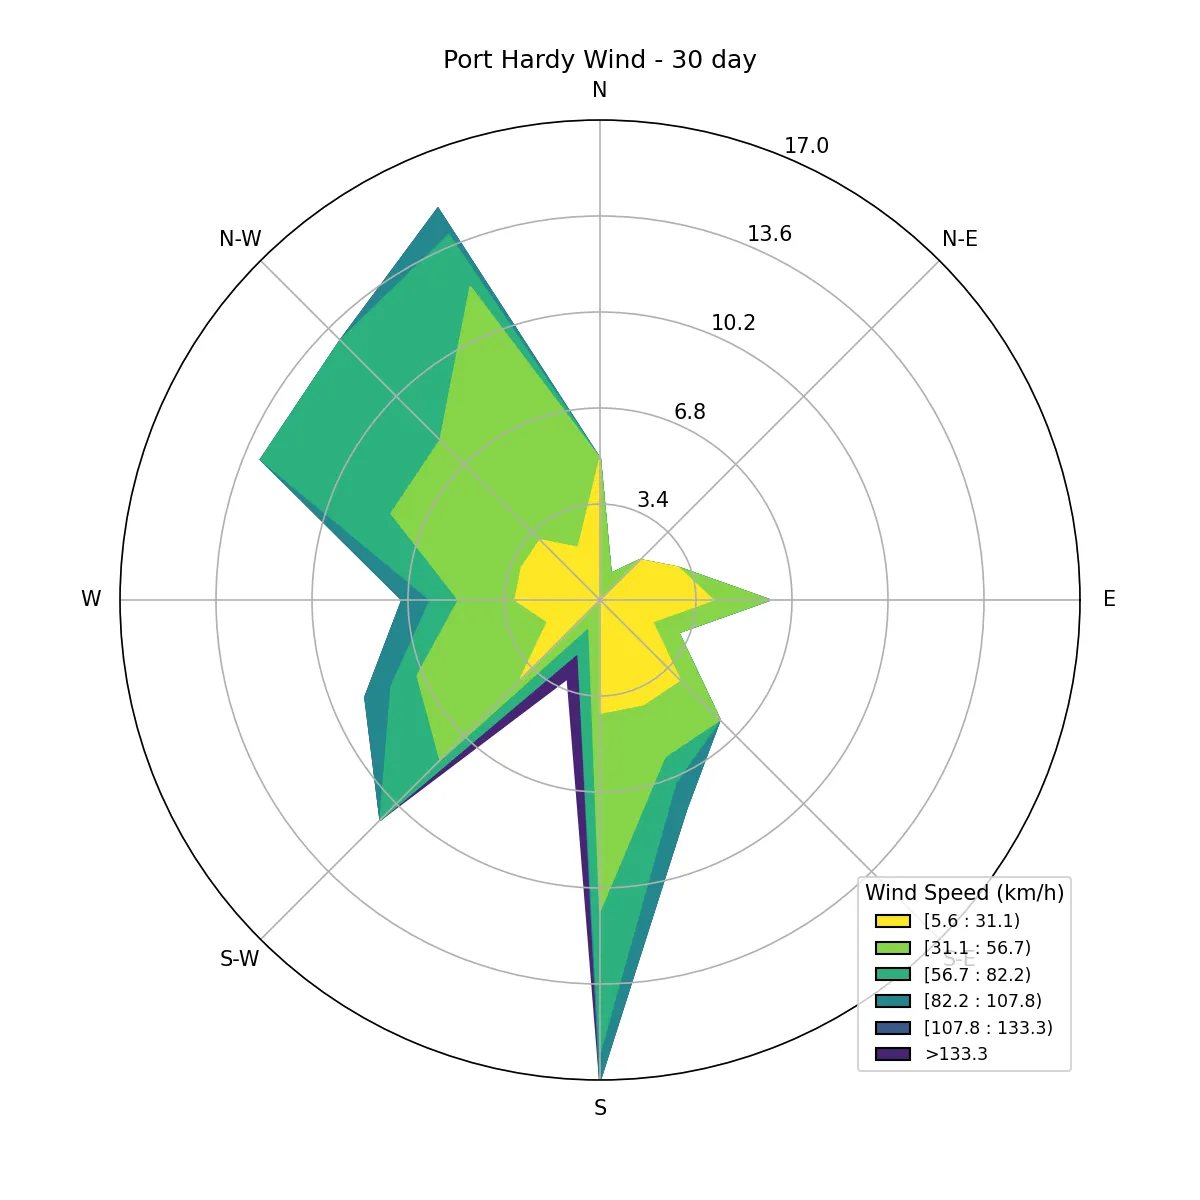 Port Hardy Wind - 30 day
N
17.0
N-W
13.6
N-E
10.2
6.8
3.4
W
E
S-W
S-E
S
Wind Speed (km/h)
[5.6 : 31.1)
[31.1 : 56.7)
[56.7 : 82.2)
[82.2 : 107.8)
[107.8 : 133.3)
>133.3